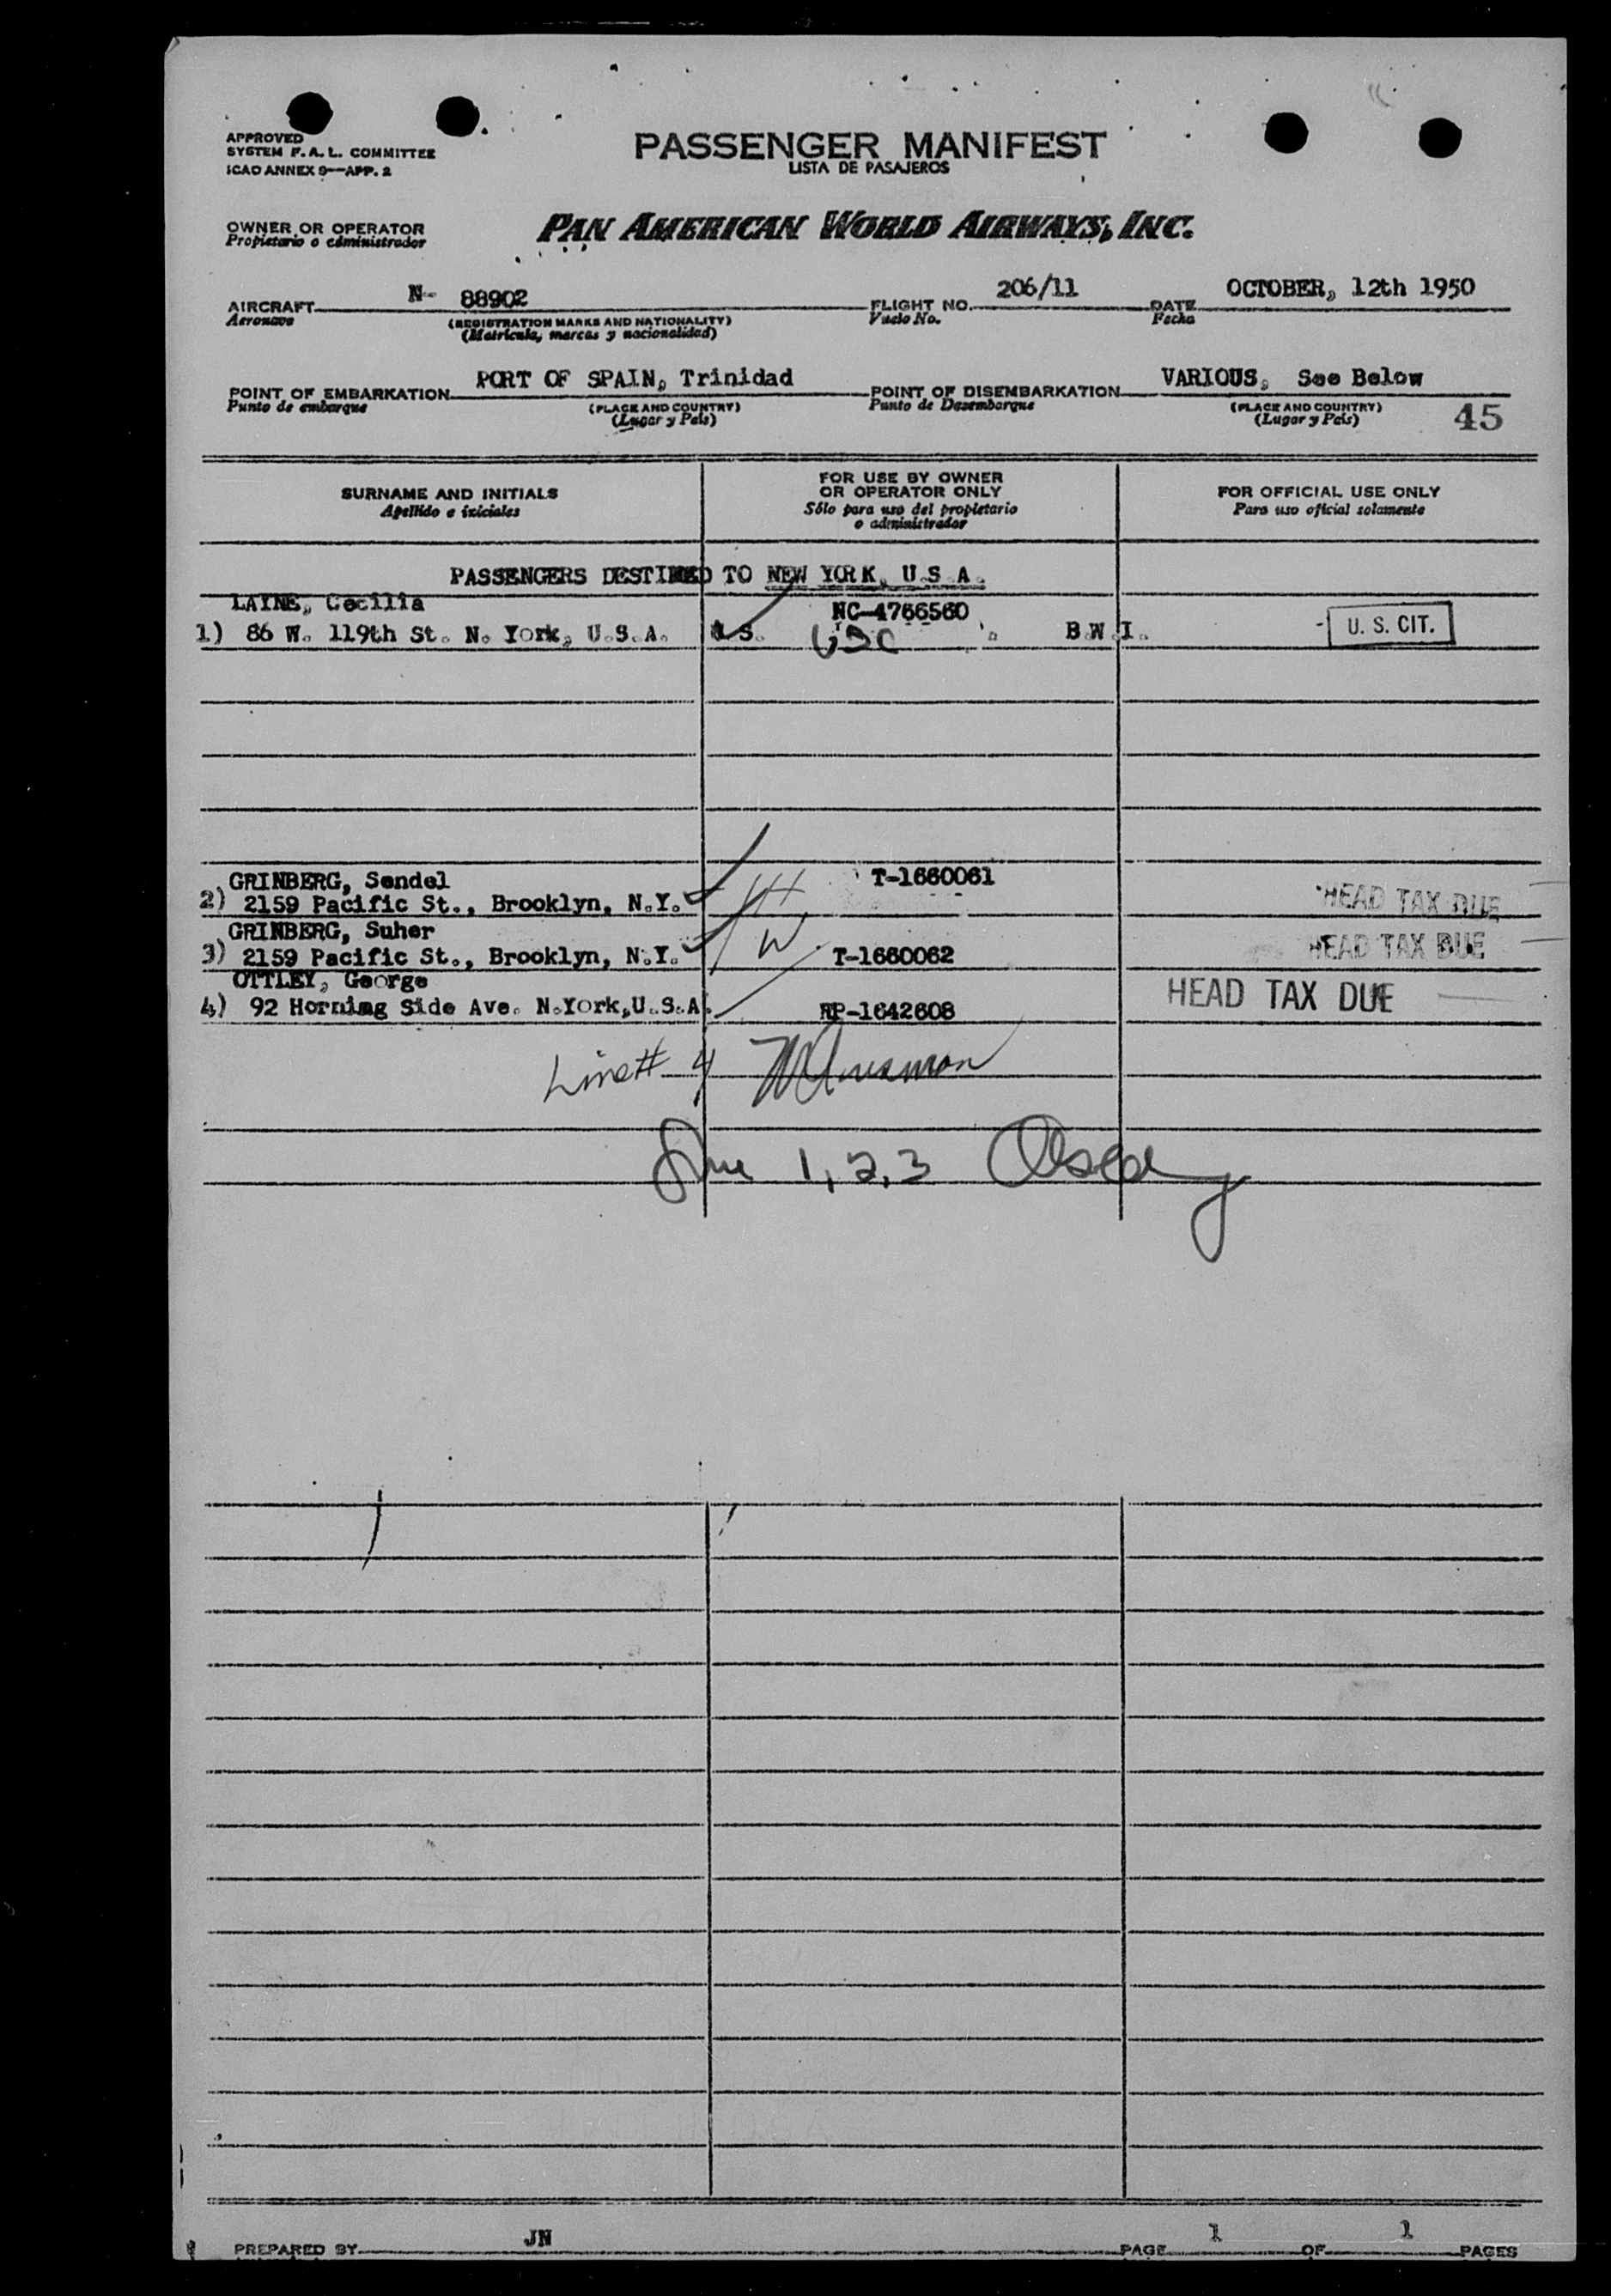 APPROVED
SYSTEM F. A. L. COMMITTEE
ICAO ANNEX 9—APP. 2
PASSENGER MANIFEST
LISTA DE PASAJEROS
OWNER OR OPERATOR
Propietario o administrador
PAN AMERICAN WORLD AIRWAYS, INC.
AIRCRAFT N- 88902 FLIGHT NO. 206/11 DATE OCTOBER, 12th 1950
Aeronave (REGISTRATION MARKS AND NATIONALITY) Vuelo No. Fecha
(Matrícula, marcas y nacionalidad)
POINT OF EMBARKATION PORT OF SPAIN, Trinidad POINT OF DISEMBARKATION VARIOUS, See Below
Punto de embarque (PLACE AND COUNTRY) Punto de Desembarque (PLACE AND COUNTRY)
(Lugar y País) (Lugar y País) 45
SURNAME AND INITIALS
Apellido e iniciales
FOR USE BY OWNER
OR OPERATOR ONLY
Sólo para uso del propietario
o administrador
FOR OFFICIAL USE ONLY
Para uso oficial solamente
PASSENGERS DESTINED TO NEW YORK, U.S.A.
LAINE, Cecilia NC-4766560
1) 86 W. 119th St. N. York, U.S.A. U.S. USC B.W.I. U. S. CIT.
GRINBERG, Sendel T-1660061
2) 2159 Pacific St., Brooklyn, N.Y. H HEAD TAX DUE
GRINBERG, Suher
3) 2159 Pacific St., Brooklyn, N.Y. W T-1660062 HEAD TAX DUE
OTTLEY, George
4) 92 Horning Side Ave. N.York,U.S.A. RP-1642608 HEAD TAX DUE
Line # 4
Line 1,2,3
PREPARED BY JN PAGE 1 OF 1 PAGES